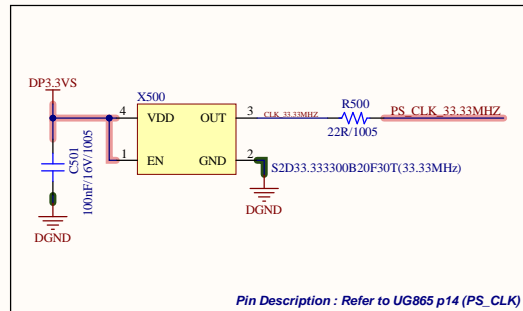 DP3.3VS
X500
4
VDD
OUT
3
CLK_33.33MHZ
R500
PS_CLK_33.33MHZ
22R/1005
1
EN
GND
2
S2D33.333300B20F30T(33.33MHz)
C501
100nF/16V/1005
DGND
DGND
Pin Description : Refer to UG865 p14 (PS_CLK)